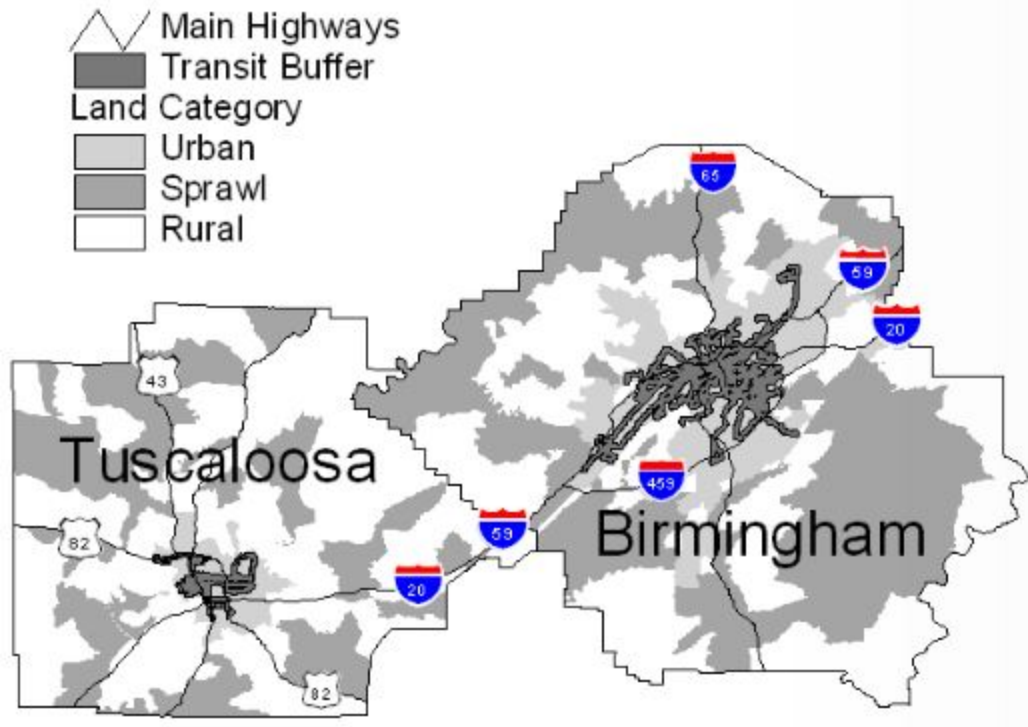 Main Highways
Transit Buffer
Land Category
Urban
Sprawl
Rural
65
59
20
43
Tuscaloosa
459
82
59
Birmingham
20
82